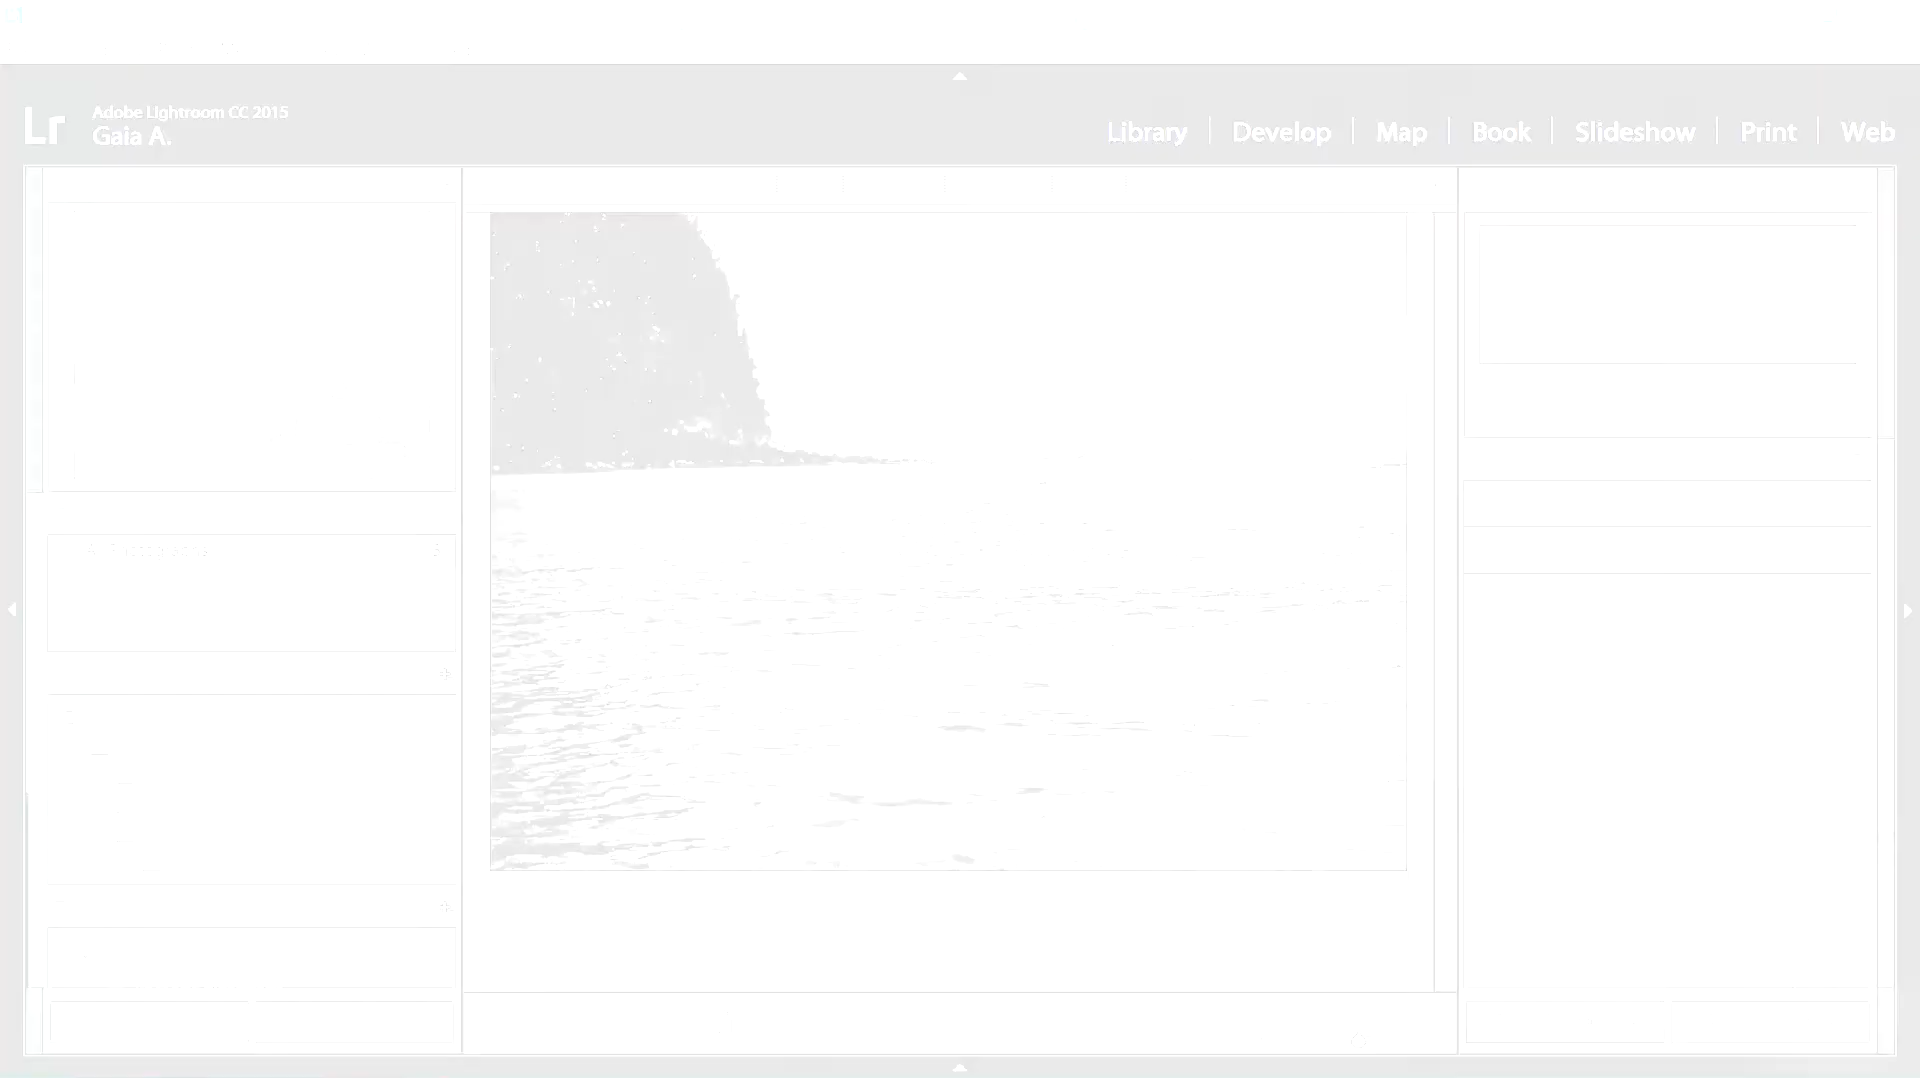 Lr
Adobe Lightroom CC 2015
Gaia A.
Library
Develop
Map
Book
Slideshow
Print
Web